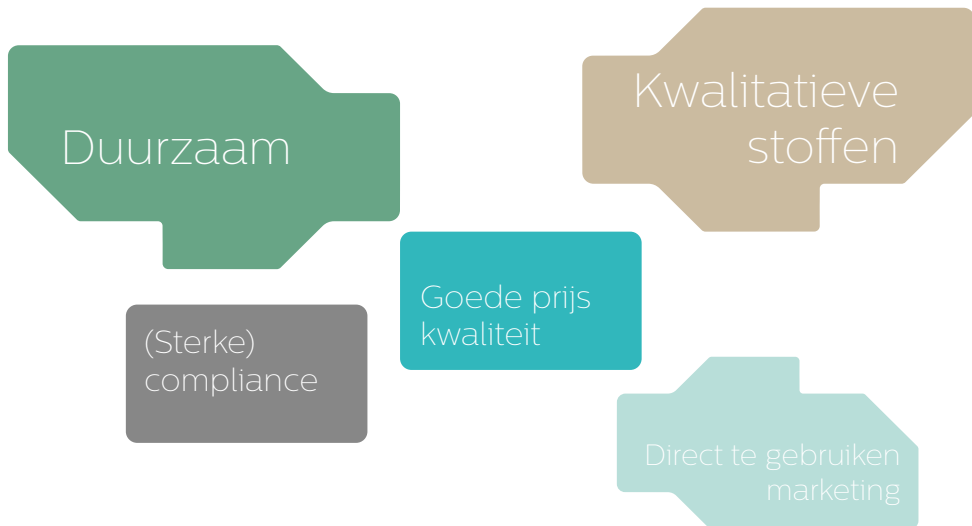 Duurzaam
Kwalitatieve
stoffen
Goede prijs
kwaliteit
(Sterke)
compliance
Direct te gebruiken
marketing